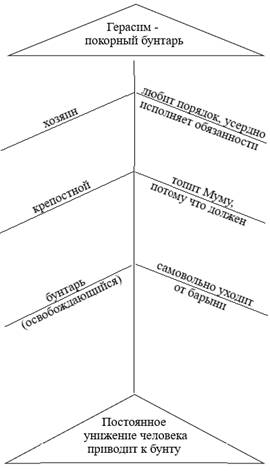 Герасим -
покорный бунтарь
хозяин
любит порядок, усердно
исполняет обязанности
крепостной
топит Муму,
потому что должен
бунтарь
(освобождающийся)
самовольно уходит
от барыни
Постоянное
унижение человека
приводит к бунту